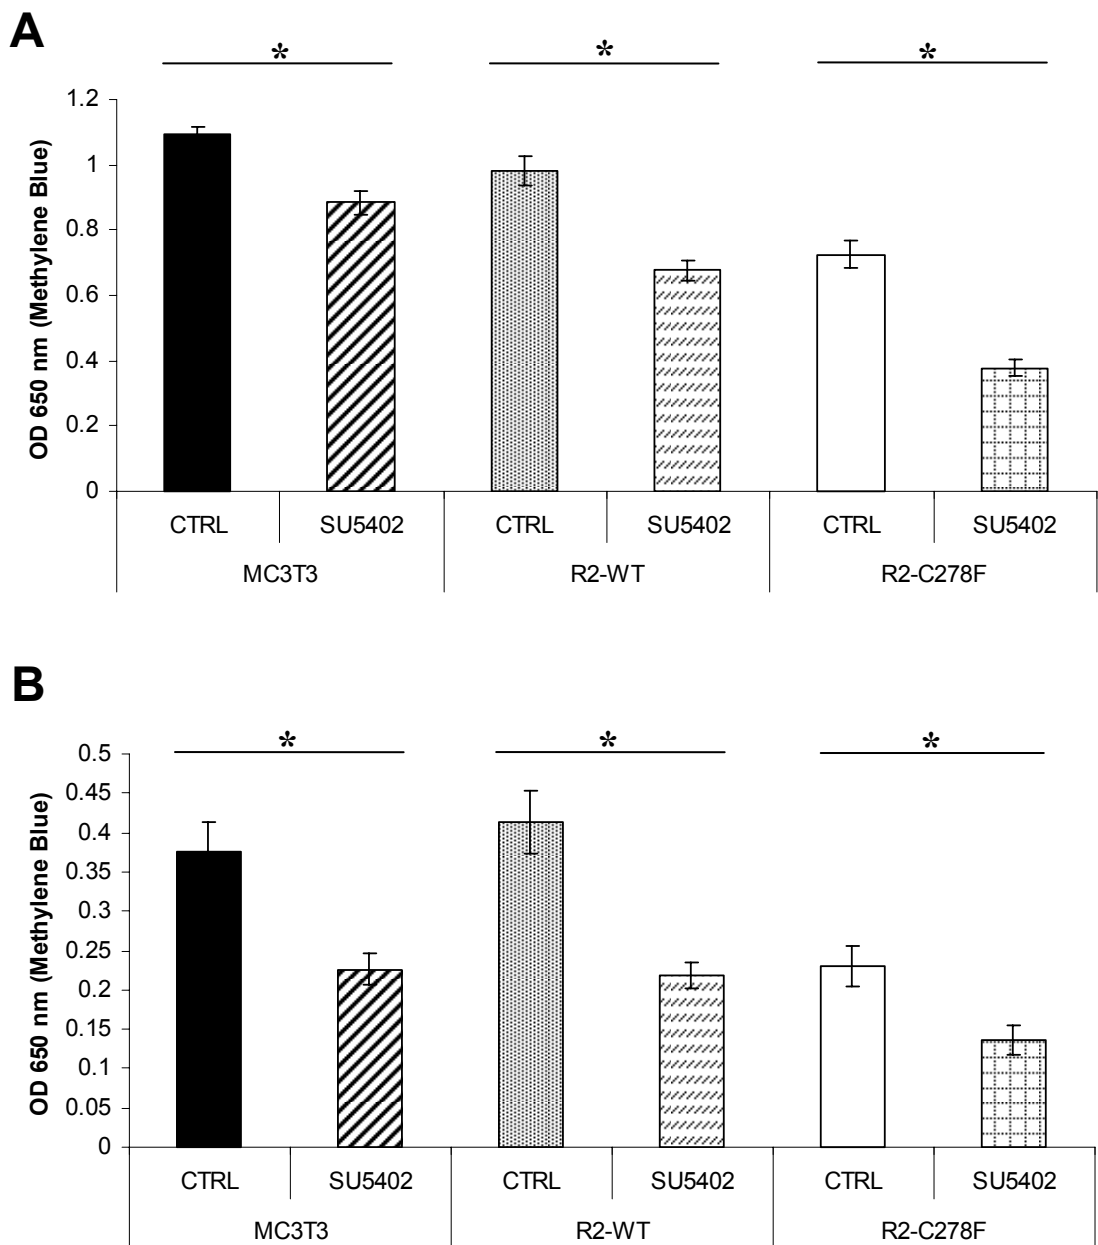 A
* * *
OD 650 nm (Methylene Blue)
1.2
1
0.8
0.6
0.4
0.2
0
CTRL SU5402 CTRL SU5402 CTRL SU5402
MC3T3 R2-WT R2-C278F
B
* * *
OD 650 nm (Methylene Blue)
0.5
0.45
0.4
0.35
0.3
0.25
0.2
0.15
0.1
0.05
0
CTRL SU5402 CTRL SU5402 CTRL SU5402
MC3T3 R2-WT R2-C278F